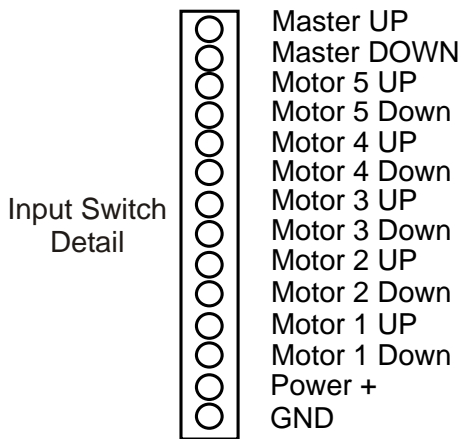 Master UP
Master DOWN
Motor 5 UP
Motor 5 Down
Motor 4 UP
Motor 4 Down
Motor 3 UP
Motor 3 Down
Motor 2 UP
Motor 2 Down
Motor 1 UP
Motor 1 Down
Power +
GND
Input Switch
Detail